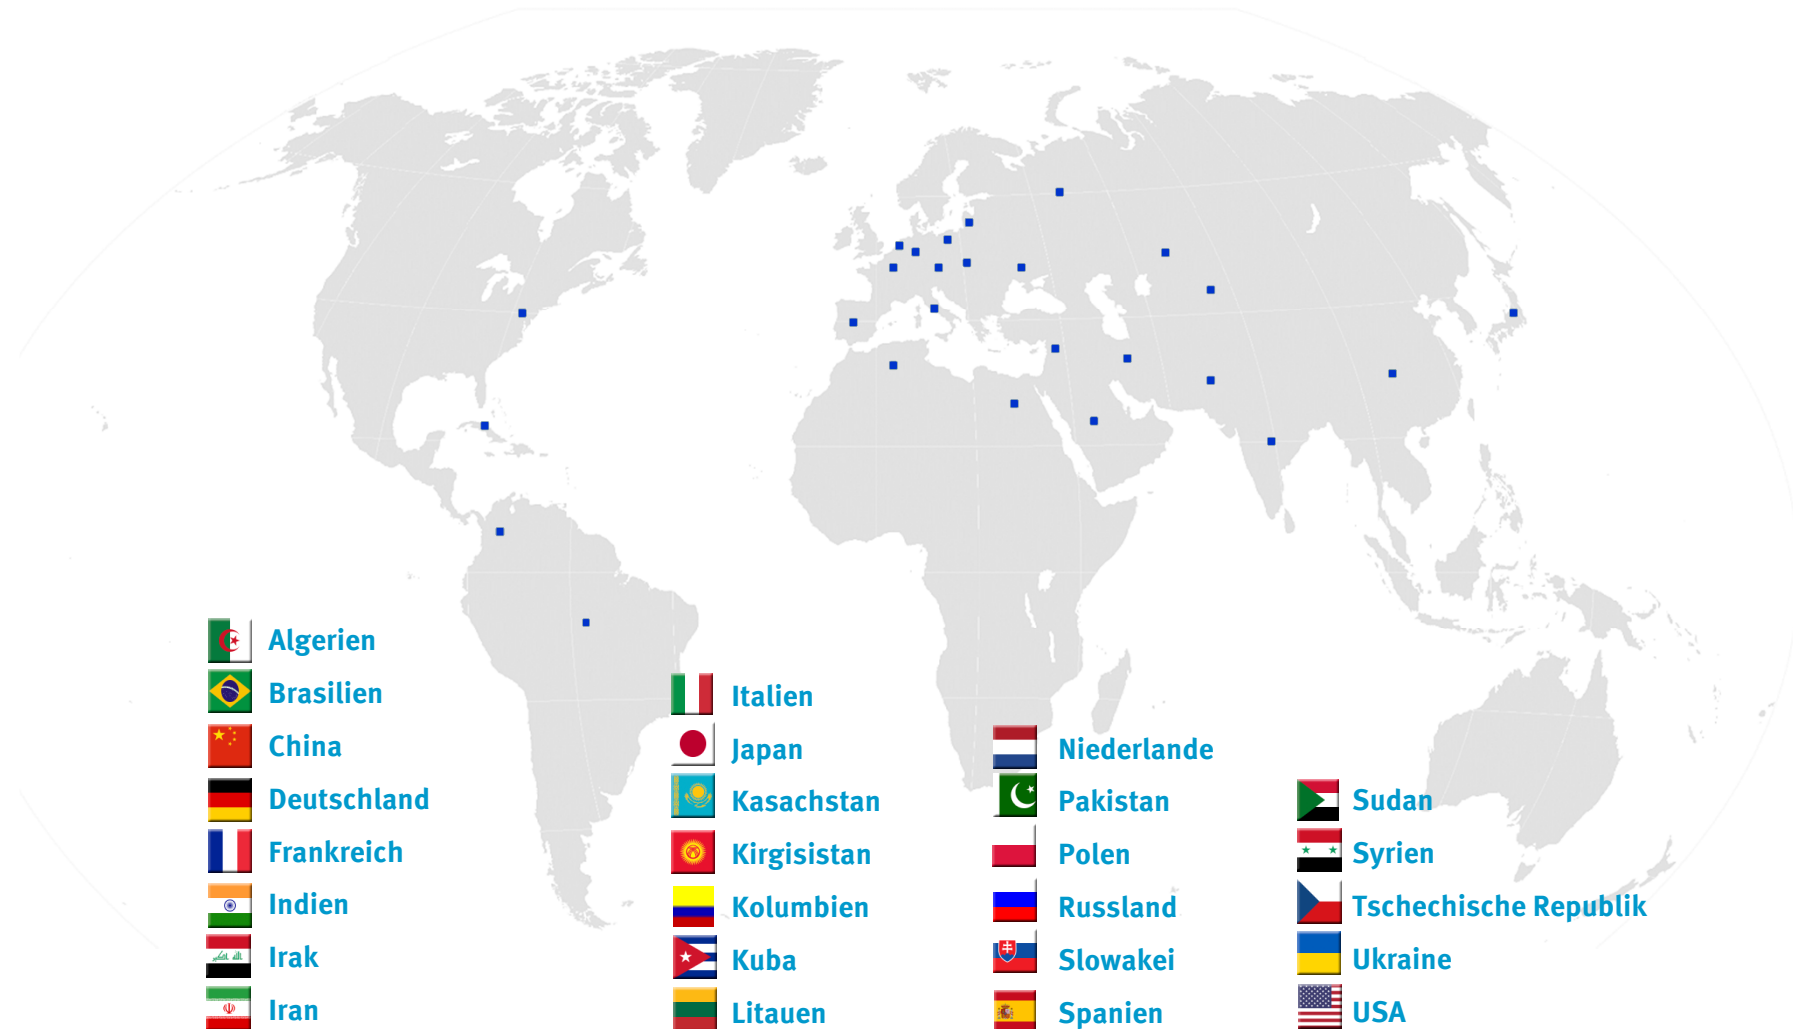 Algerien
Brasilien
China
Deutschland
Frankreich
Indien
Irak
Iran
Italien
Japan
Kasachstan
Kirgisistan
Kolumbien
Kuba
Litauen
Niederlande
Pakistan
Polen
Russland
Slowakei
Spanien
Sudan
Syrien
Tschechische Republik
Ukraine
USA